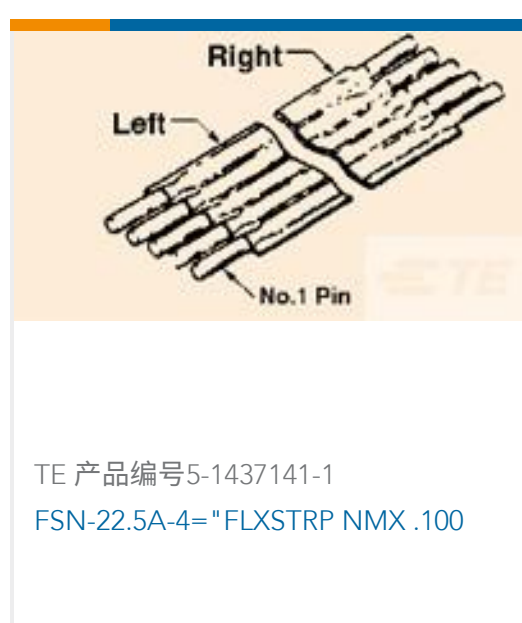 Right
Left
No.1 Pin
TE
TE 产品编号5-1437141-1
FSN-22.5A-4="FLXSTRP NMX .100